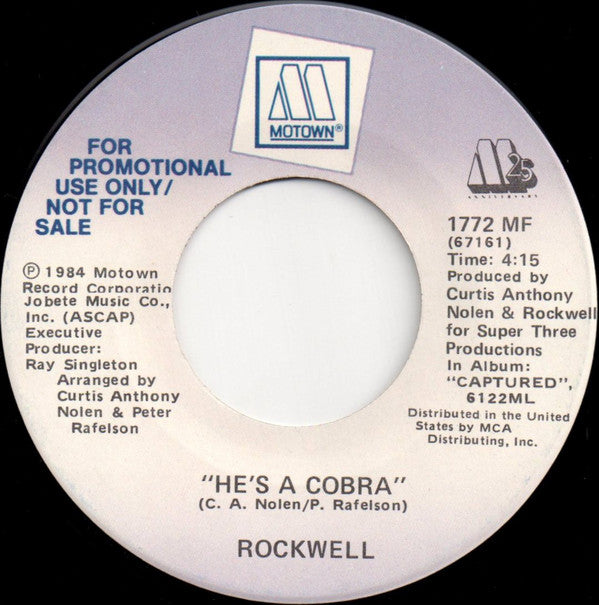 MOTOWN®
FOR
PROMOTIONAL
USE ONLY/
NOT FOR
SALE
M25
ANNIVERSARY
℗ 1984 Motown
Record Corporatio
Jobete Music Co.,
Inc. (ASCAP)
Executive
Producer:
Ray Singleton
Arranged by
Curtis Anthony
Nolen & Peter
Rafelson
1772 MF
(67161)
Time: 4:15
Produced by
Curtis Anthony
Nolen & Rockwell
for Super Three
Productions
In Album:
"CAPTURED",
6122ML
Distributed in the United
States by MCA
Distributing, Inc.
"HE'S A COBRA"
(C. A. Nolen/P. Rafelson)
ROCKWELL